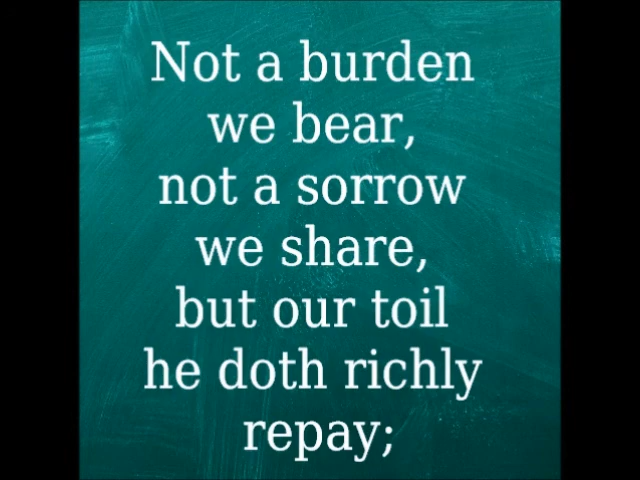 Not a burden
we bear,
not a sorrow
we share,
but our toil
he doth richly
repay;